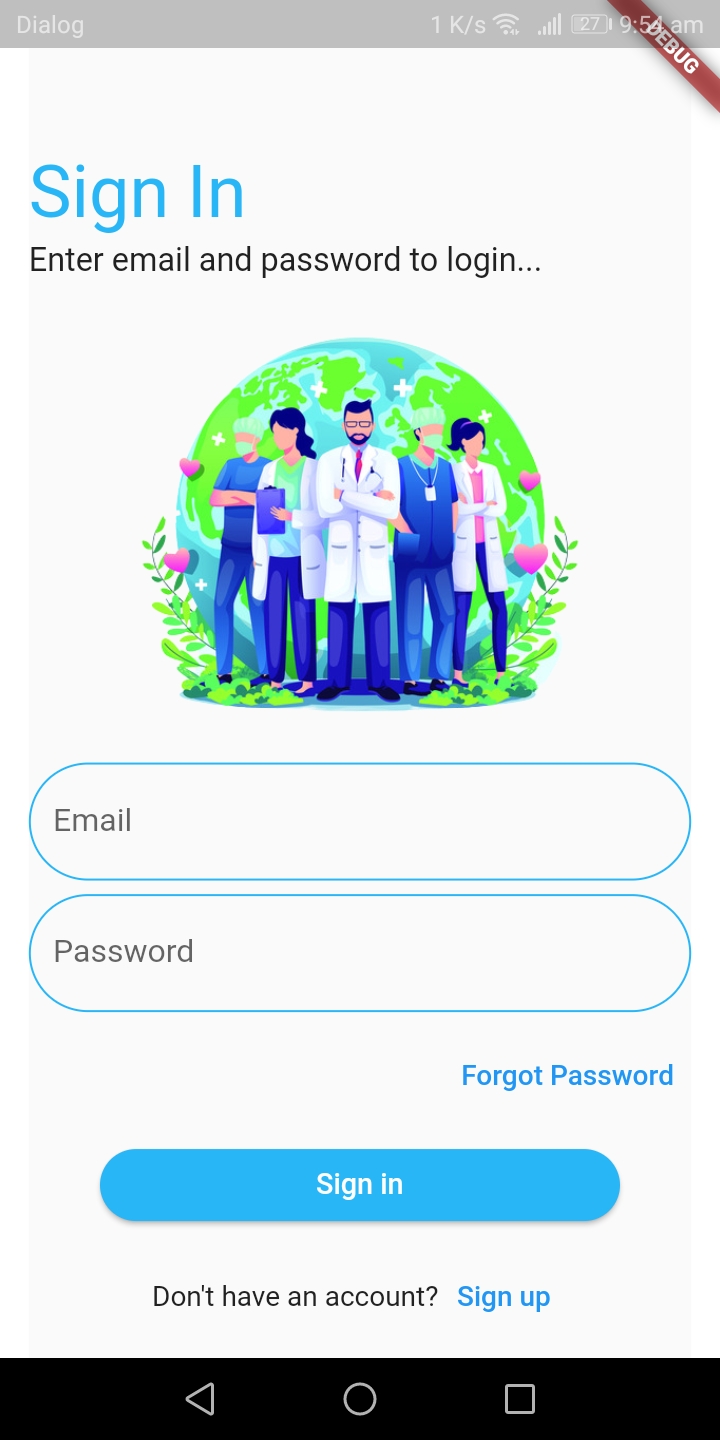 Dialog 1 K/s 27 9:54 am
DEBUG
Sign In
Enter email and password to login...
Email
Password
Forgot Password
Sign in
Don't have an account? Sign up